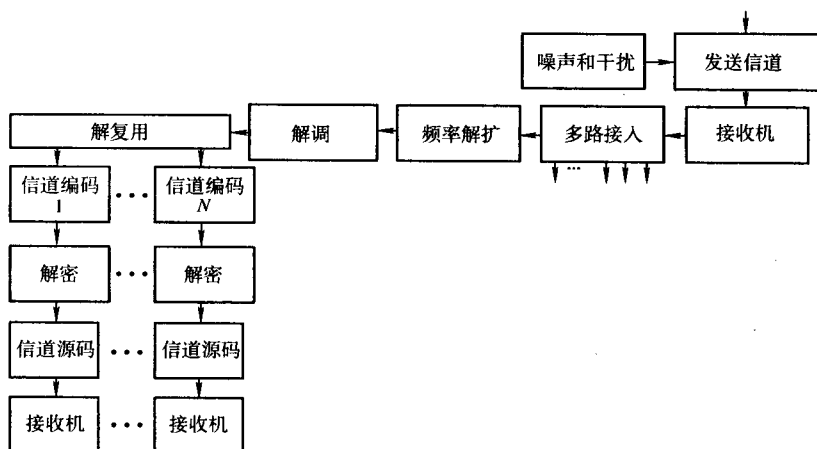 噪声和干扰 发送信道
解复用 解调 频率解扩 多路接入 接收机
…
信道编码 1 … 信道编码 N
解密 … 解密
信道源码 … 信道源码
接收机 … 接收机